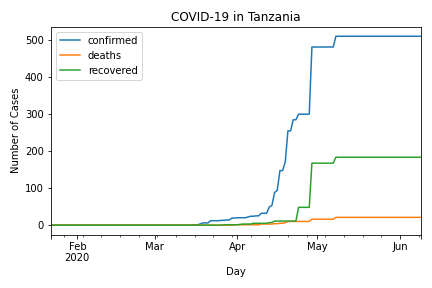 COVID-19 in Tanzania
confirmed
deaths
recovered
Number of Cases
500
400
300
200
100
0
Feb
2020
Mar
Apr
May
Jun
Day